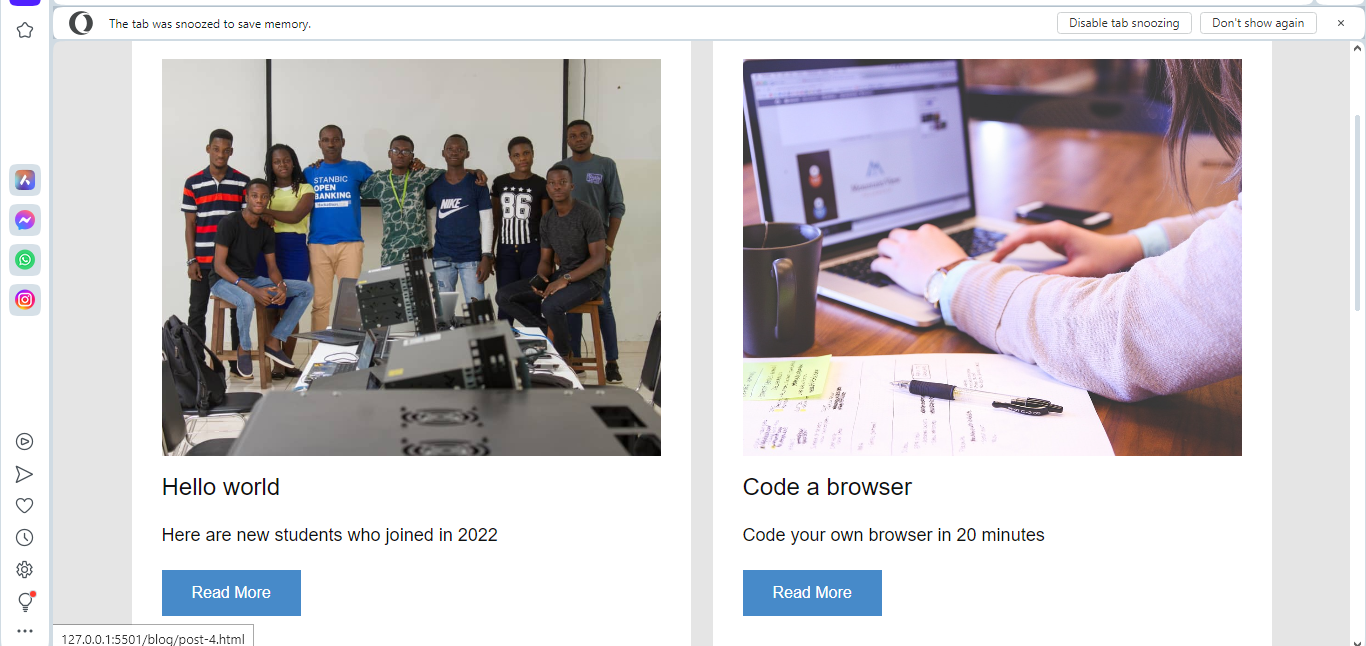 The tab was snoozed to save memory.
Disable tab snoozing
Don't show again
STANBIC
OPEN
BANKING
NIKE
86
Hello world
Here are new students who joined in 2022
Read More
Code a browser
Code your own browser in 20 minutes
Read More
127.0.0.1:5501/blog/post-4.html